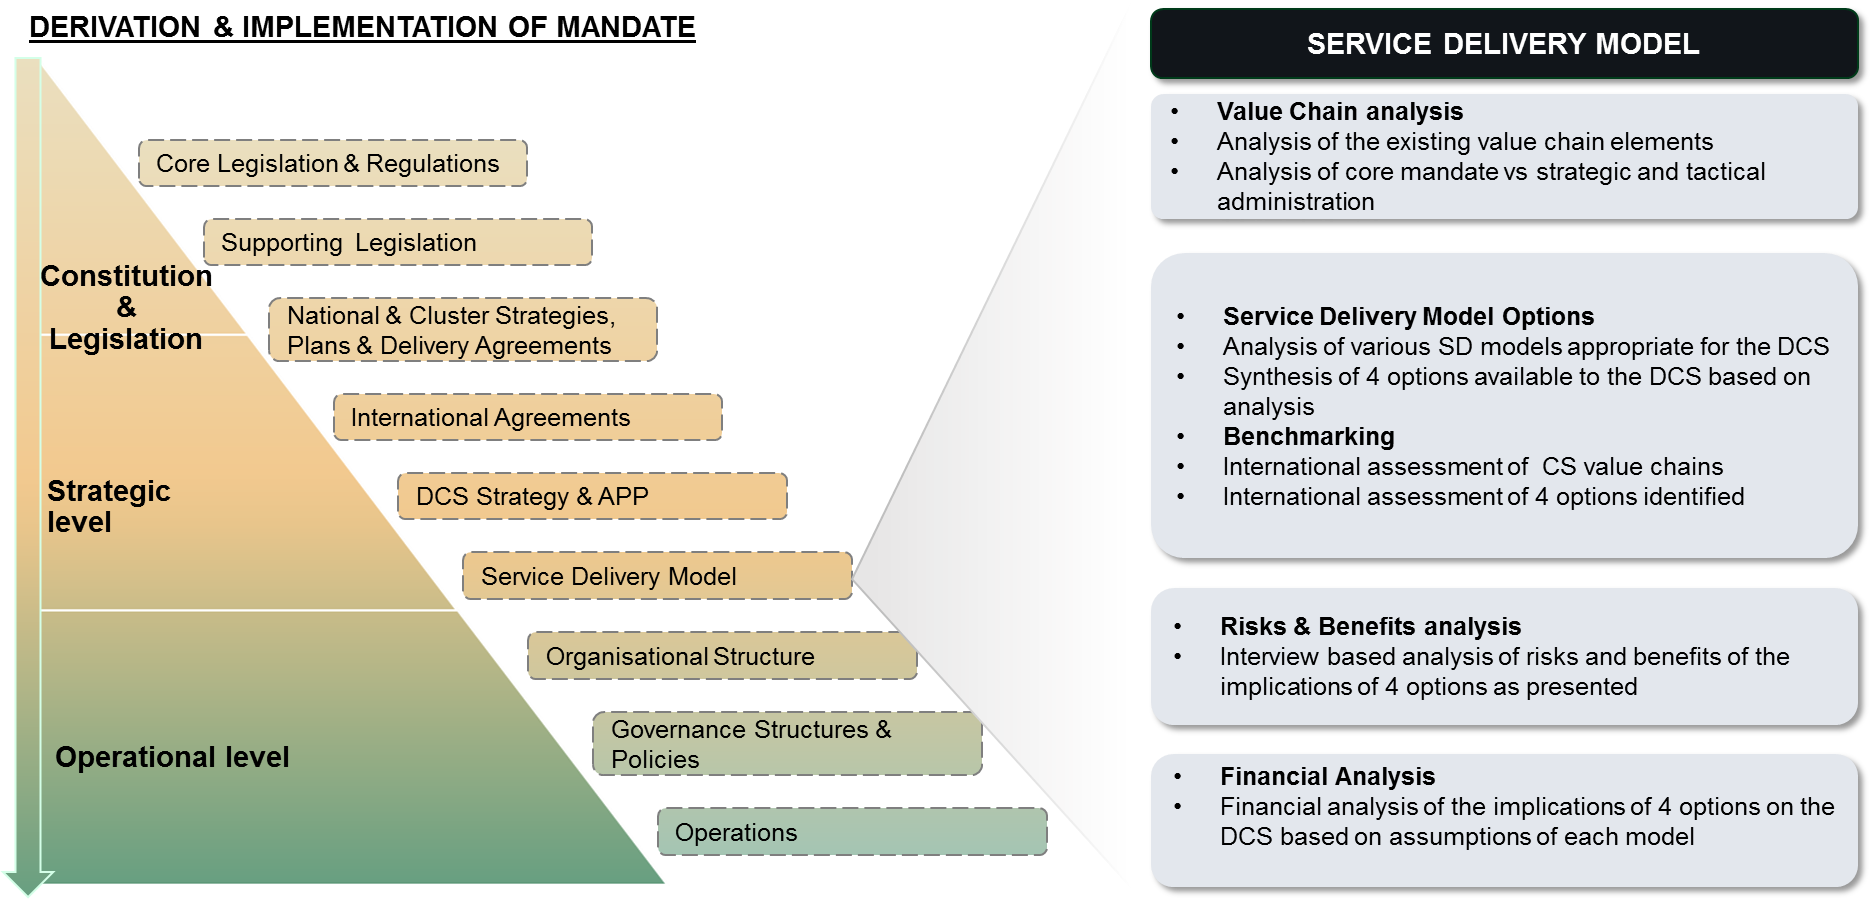 DERIVATION & IMPLEMENTATION OF MANDATE
Core Legislation & Regulations
Supporting Legislation
Constitution
&
Legislation
National & Cluster Strategies,
Plans & Delivery Agreements
International Agreements
Strategic
level
DCS Strategy & APP
Service Delivery Model
Organisational Structure
Operational level
Governance Structures &
Policies
Operations
SERVICE DELIVERY MODEL
• Value Chain analysis
• Analysis of the existing value chain elements
• Analysis of core mandate vs strategic and tactical
administration
• Service Delivery Model Options
• Analysis of various SD models appropriate for the DCS
• Synthesis of 4 options available to the DCS based on
analysis
• Benchmarking
• International assessment of CS value chains
• International assessment of 4 options identified
• Risks & Benefits analysis
• Interview based analysis of risks and benefits of the
implications of 4 options as presented
• Financial Analysis
• Financial analysis of the implications of 4 options on the
DCS based on assumptions of each model